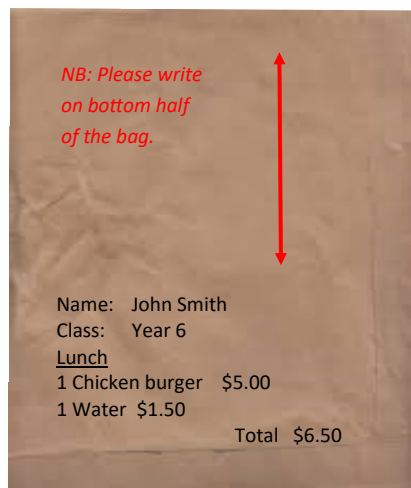 NB: Please write
on bottom half
of the bag.
Name: John Smith
Class: Year 6
Lunch
1 Chicken burger $5.00
1 Water $1.50
Total $6.50